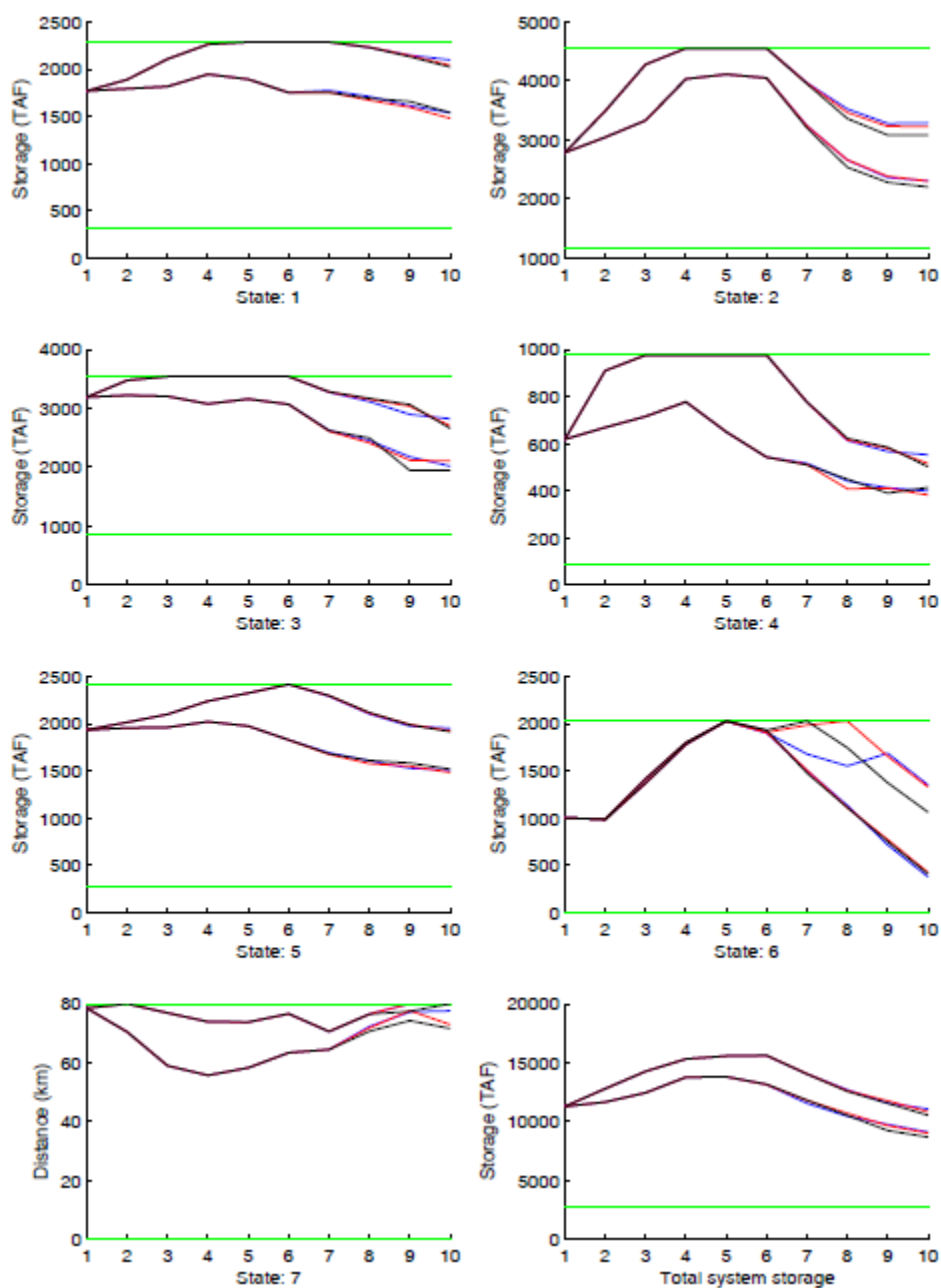 2500
2000
1500
1000
500
0
Storage (TAF)
1 2 3 4 5 6 7 8 9 10
State: 1
5000
4000
3000
2000
1000
Storage (TAF)
1 2 3 4 5 6 7 8 9 10
State: 2
4000
3000
2000
1000
0
Storage (TAF)
1 2 3 4 5 6 7 8 9 10
State: 3
1000
800
600
400
200
0
Storage (TAF)
1 2 3 4 5 6 7 8 9 10
State: 4
2500
2000
1500
1000
500
0
Storage (TAF)
1 2 3 4 5 6 7 8 9 10
State: 5
2500
2000
1500
1000
500
0
Storage (TAF)
1 2 3 4 5 6 7 8 9 10
State: 6
80
60
40
20
0
Distance (km)
1 2 3 4 5 6 7 8 9 10
State: 7
20000
15000
10000
5000
0
Storage (TAF)
1 2 3 4 5 6 7 8 9 10
Total system storage